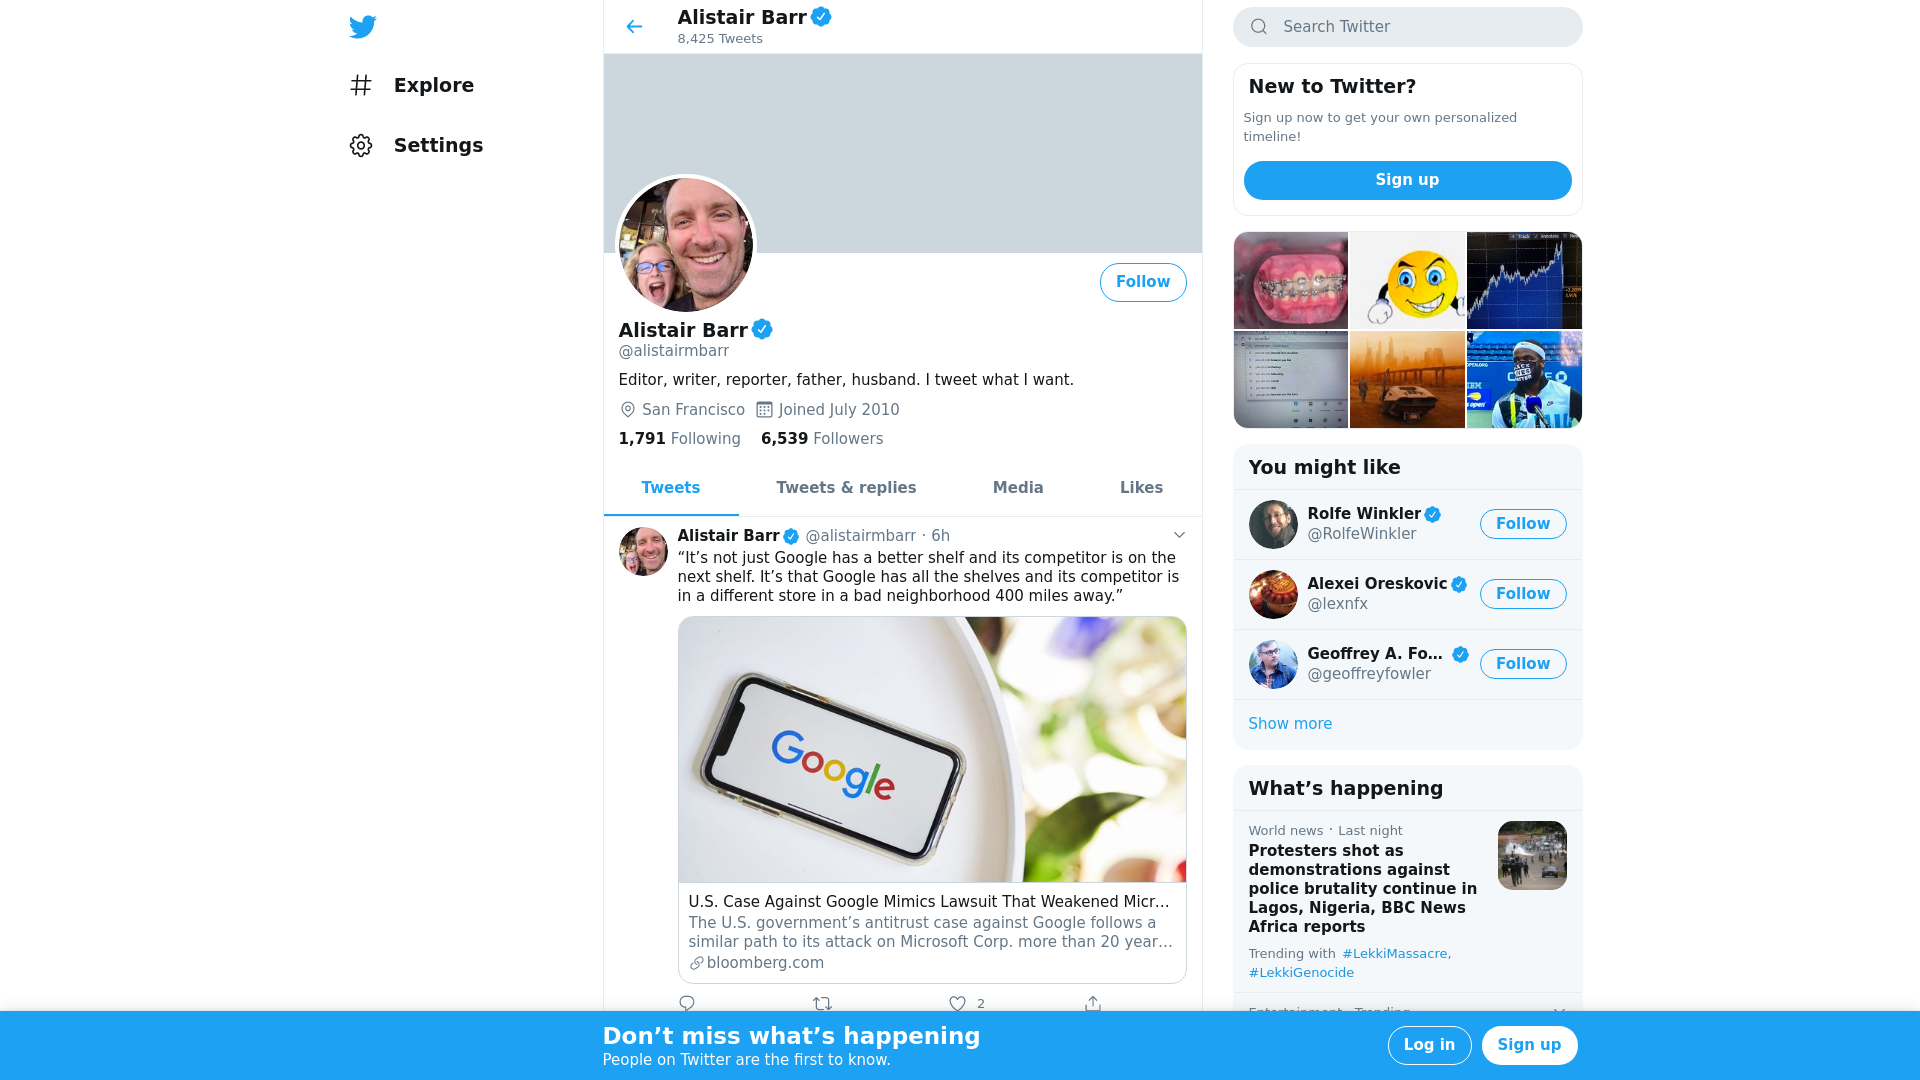 Explore
Settings
Alistair Barr
8,425 Tweets
Follow
Alistair Barr
@alistairmbarr
Editor, writer, reporter, father, husband. I tweet what I want.
San Francisco Joined July 2010
1,791 Following 6,539 Followers
Tweets Tweets & replies Media Likes
Alistair Barr @alistairmbarr · 6h
“It’s not just Google has a better shelf and its competitor is on the
next shelf. It’s that Google has all the shelves and its competitor is
in a different store in a bad neighborhood 400 miles away.”
Google
U.S. Case Against Google Mimics Lawsuit That Weakened Micr…
The U.S. government’s antitrust case against Google follows a
similar path to its attack on Microsoft Corp. more than 20 year…
bloomberg.com
2
Search Twitter
New to Twitter?
Sign up now to get your own personalized
timeline!
Sign up
You might like
Rolfe Winkler
@RolfeWinkler
Follow
Alexei Oreskovic
@lexnfx
Follow
Geoffrey A. Fo…
@geoffreyfowler
Follow
Show more
What’s happening
World news · Last night
Protesters shot as
demonstrations against
police brutality continue in
Lagos, Nigeria, BBC News
Africa reports
Trending with #LekkiMassacre,
#LekkiGenocide
Entertainment · Trending
Don’t miss what’s happening
People on Twitter are the first to know.
Log in
Sign up